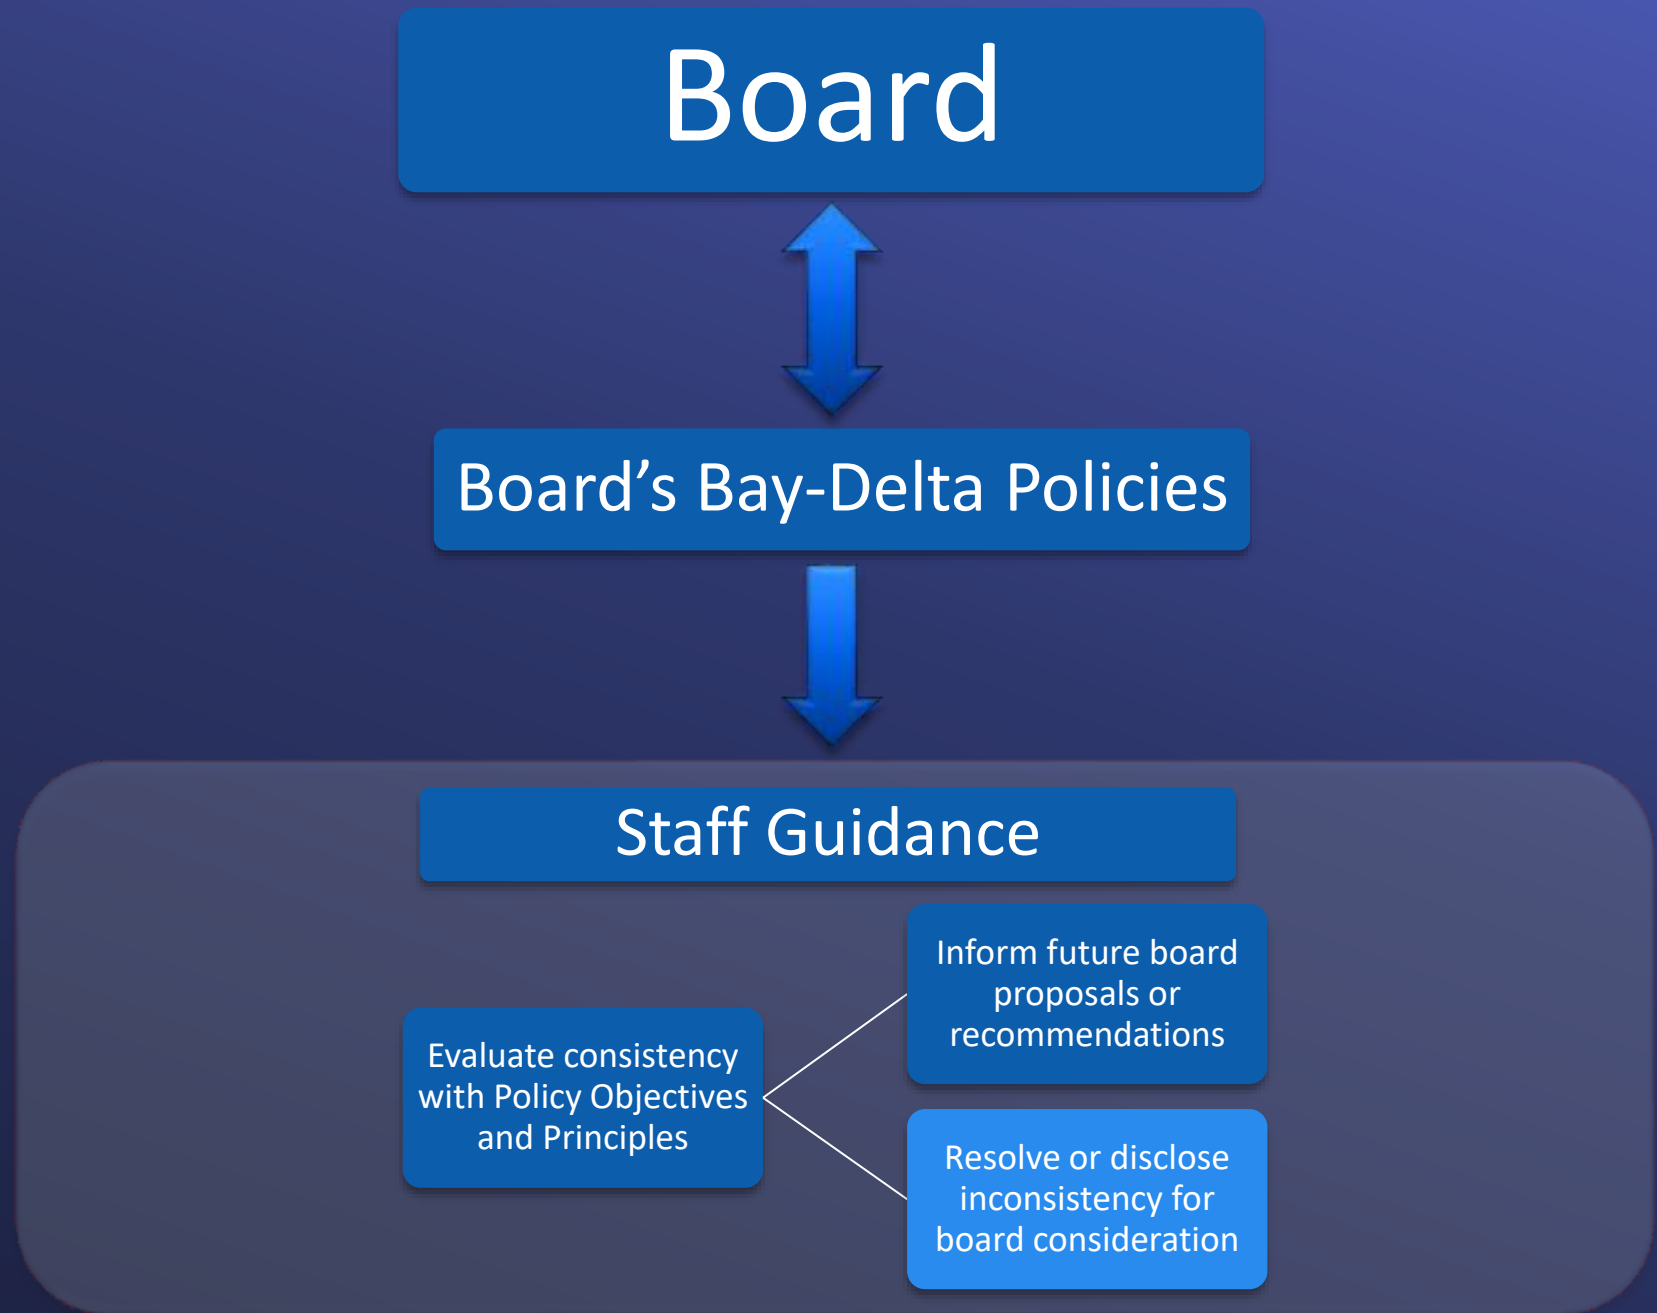 Board
Board’s Bay-Delta Policies
Staff Guidance
Evaluate consistency
with Policy Objectives
and Principles
Inform future board
proposals or
recommendations
Resolve or disclose
inconsistency for
board consideration